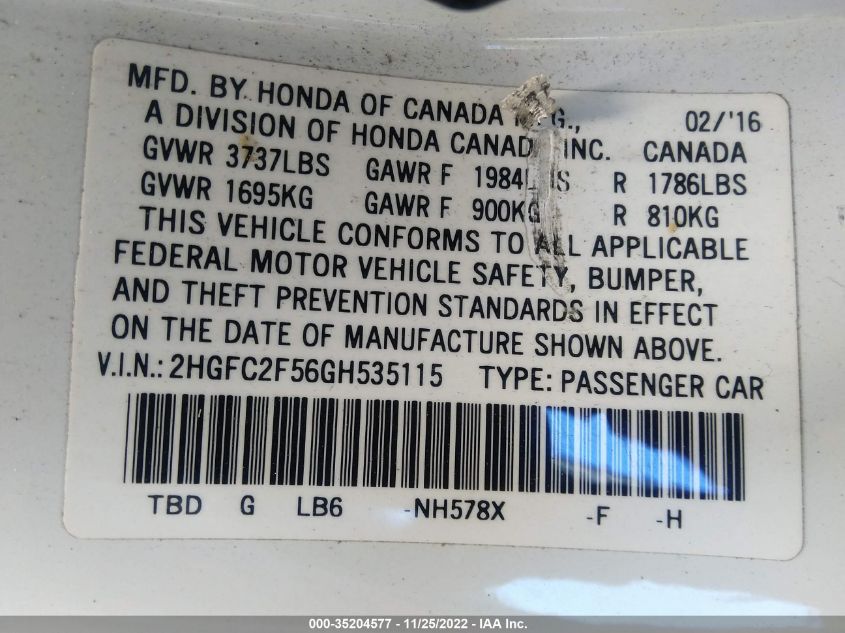 MFD. BY HONDA OF CANADA 02/'16
A DIVISION OF HONDA INC. CANADA
GVWR 3737LBS GAWR F R 1786LBS
GVWR 1695KG GAWR F 900KG R 810KG
THIS VEHICLE CONFORMS TO ALL APPLICABLE
FEDERAL MOTOR VEHICLE SAFETY, BUMPER,
AND THEFT PREVENTION STANDARDS IN EFFECT
ON THE DATE OF MANUFACTURE SHOWN ABOVE.
V.I.N.: 2HGFC2F56GH535115 TYPE: PASSENGER CAR
TBD G LB6 -NH578X -F -H
000-35204577 - 11/25/2022 - IAA Inc.